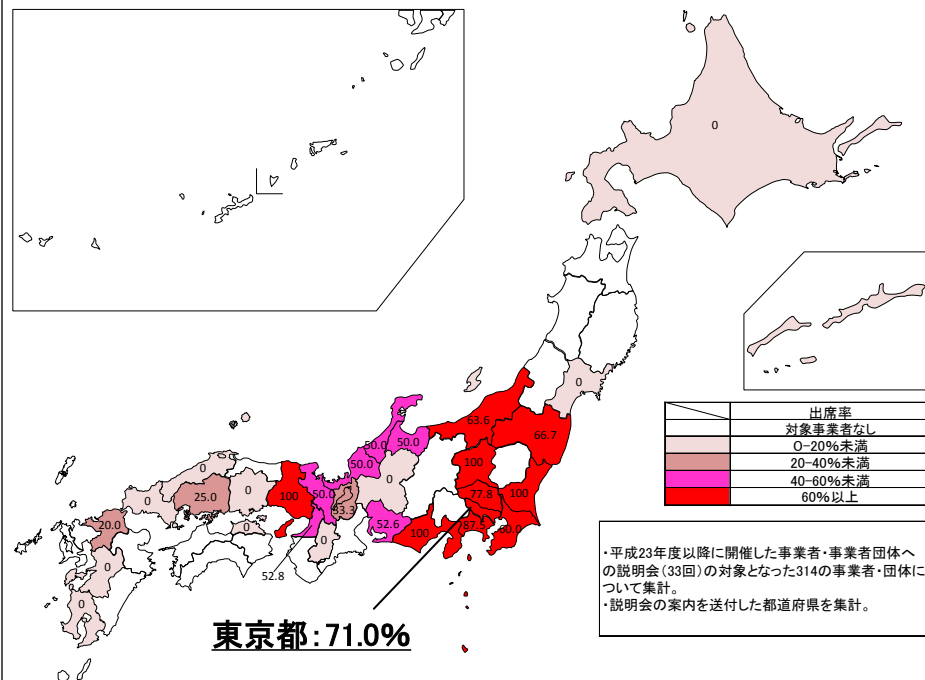 0
0
63.6
66.7
50.0
50.0
50.0
100
0
0
0
25.0
0
100
50.0
33.3
77.8
100
20.0
0
52.6
100
87.5
60.0
0
0
52.8
0
東京都：71.0%
出席率
対象事業者なし
0-20%未満
20-40%未満
40-60%未満
60%以上
・平成23年度以降に開催した事業者・事業者団体へ
の説明会(33回)の対象となった314の事業者・団体に
ついて集計。
・説明会の案内を送付した都道府県を集計。